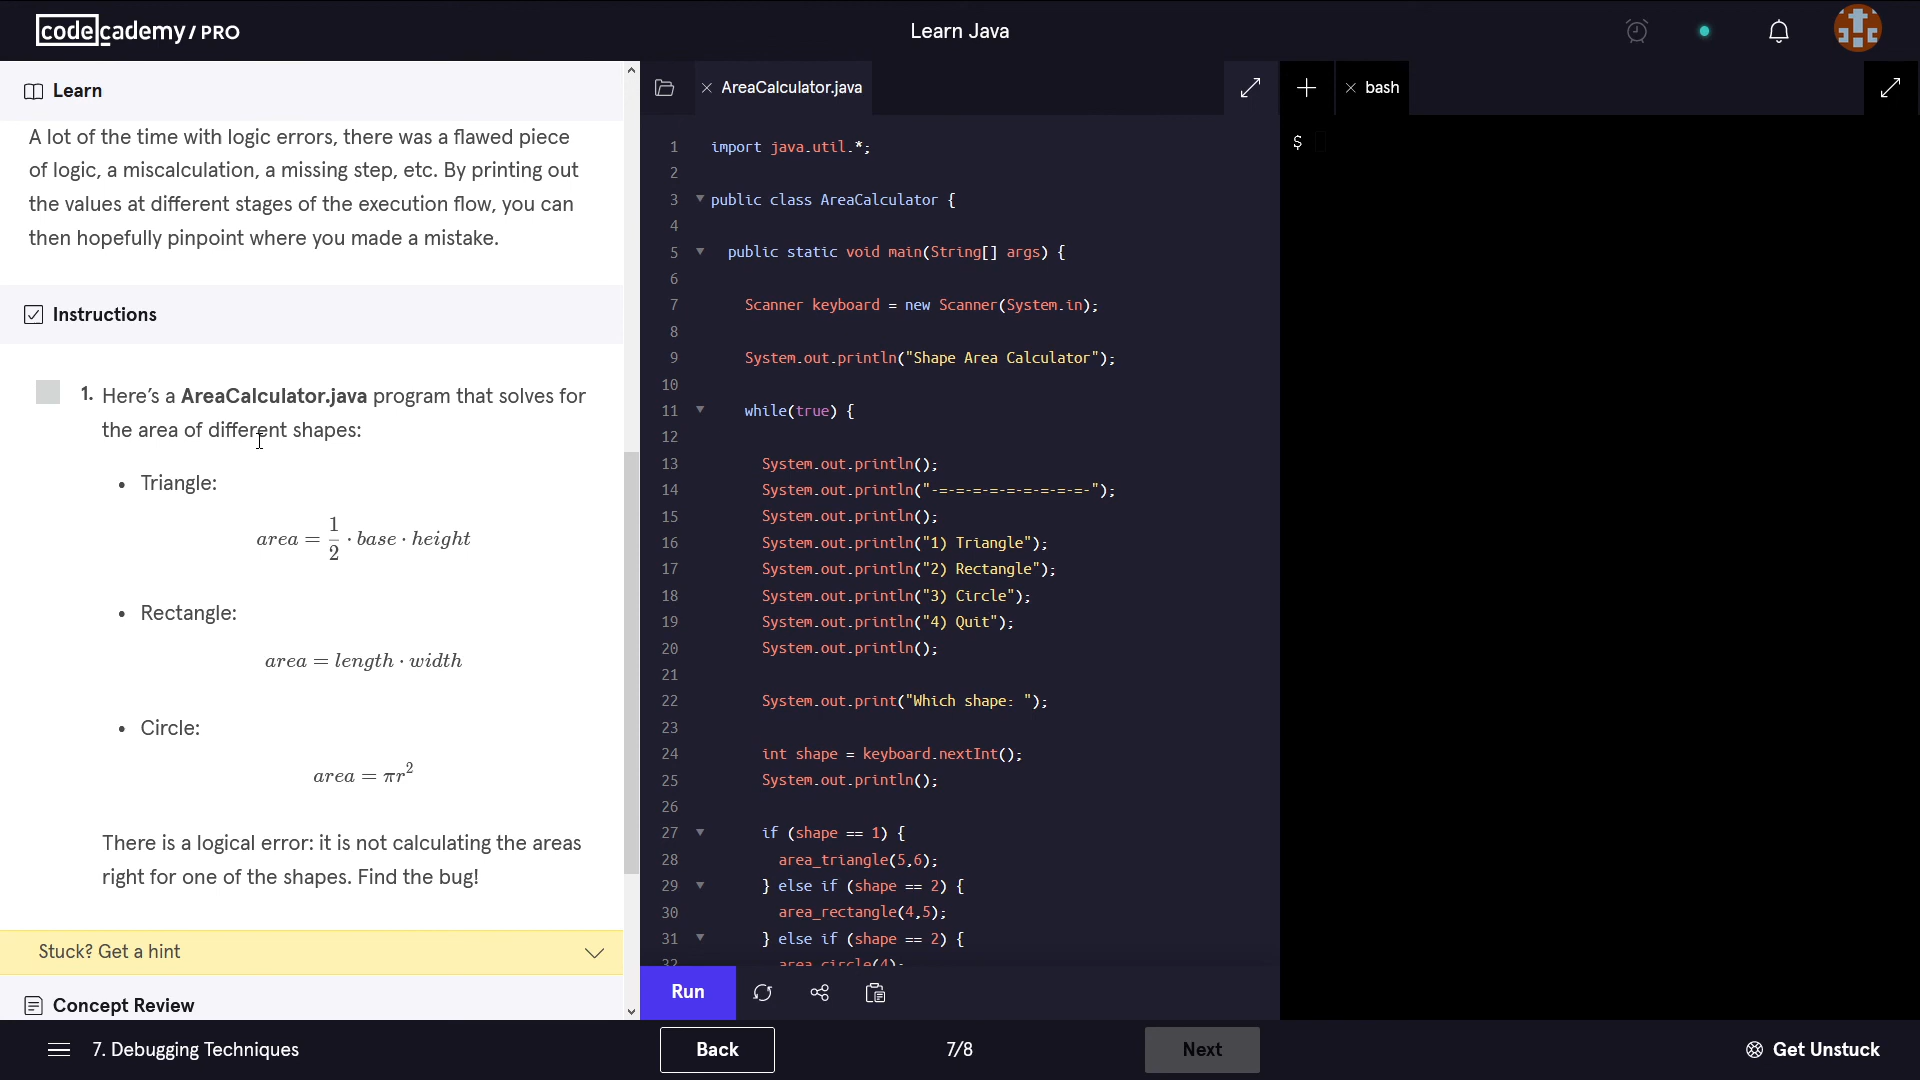 codecademy/PRO
Learn Java
Learn
A lot of the time with logic errors, there was a flawed piece
of logic, a miscalculation, a missing step, etc. By printing out
the values at different stages of the execution flow, you can
then hopefully pinpoint where you made a mistake.
Instructions
1. Here's a AreaCalculator.java program that solves for
the area of different shapes:
• Triangle:
area = 1/2 · base · height
• Rectangle:
area = length · width
• Circle:
area = πr²
There is a logical error: it is not calculating the areas
right for one of the shapes. Find the bug!
Stuck? Get a hint
Concept Review
AreaCalculator.java
1 import java.util.*;
2
3 public class AreaCalculator {
4
5 public static void main(String[] args) {
6
7 Scanner keyboard = new Scanner(System.in);
8
9 System.out.println("Shape Area Calculator");
10
11 while(true) {
12
13 System.out.println();
14 System.out.println("-=-=-=-=-=-=-=-=-=-");
15 System.out.println();
16 System.out.println("1) Triangle");
17 System.out.println("2) Rectangle");
18 System.out.println("3) Circle");
19 System.out.println("4) Quit");
20 System.out.println();
21
22 System.out.print("Which shape: ");
23
24 int shape = keyboard.nextInt();
25 System.out.println();
26
27 if (shape == 1) {
28 area_triangle(5,6);
29 } else if (shape == 2) {
30 area_rectangle(4,5);
31 } else if (shape == 2) {
32 area_circle(4);
Run
bash
$
7. Debugging Techniques
Back
7/8
Next
Get Unstuck